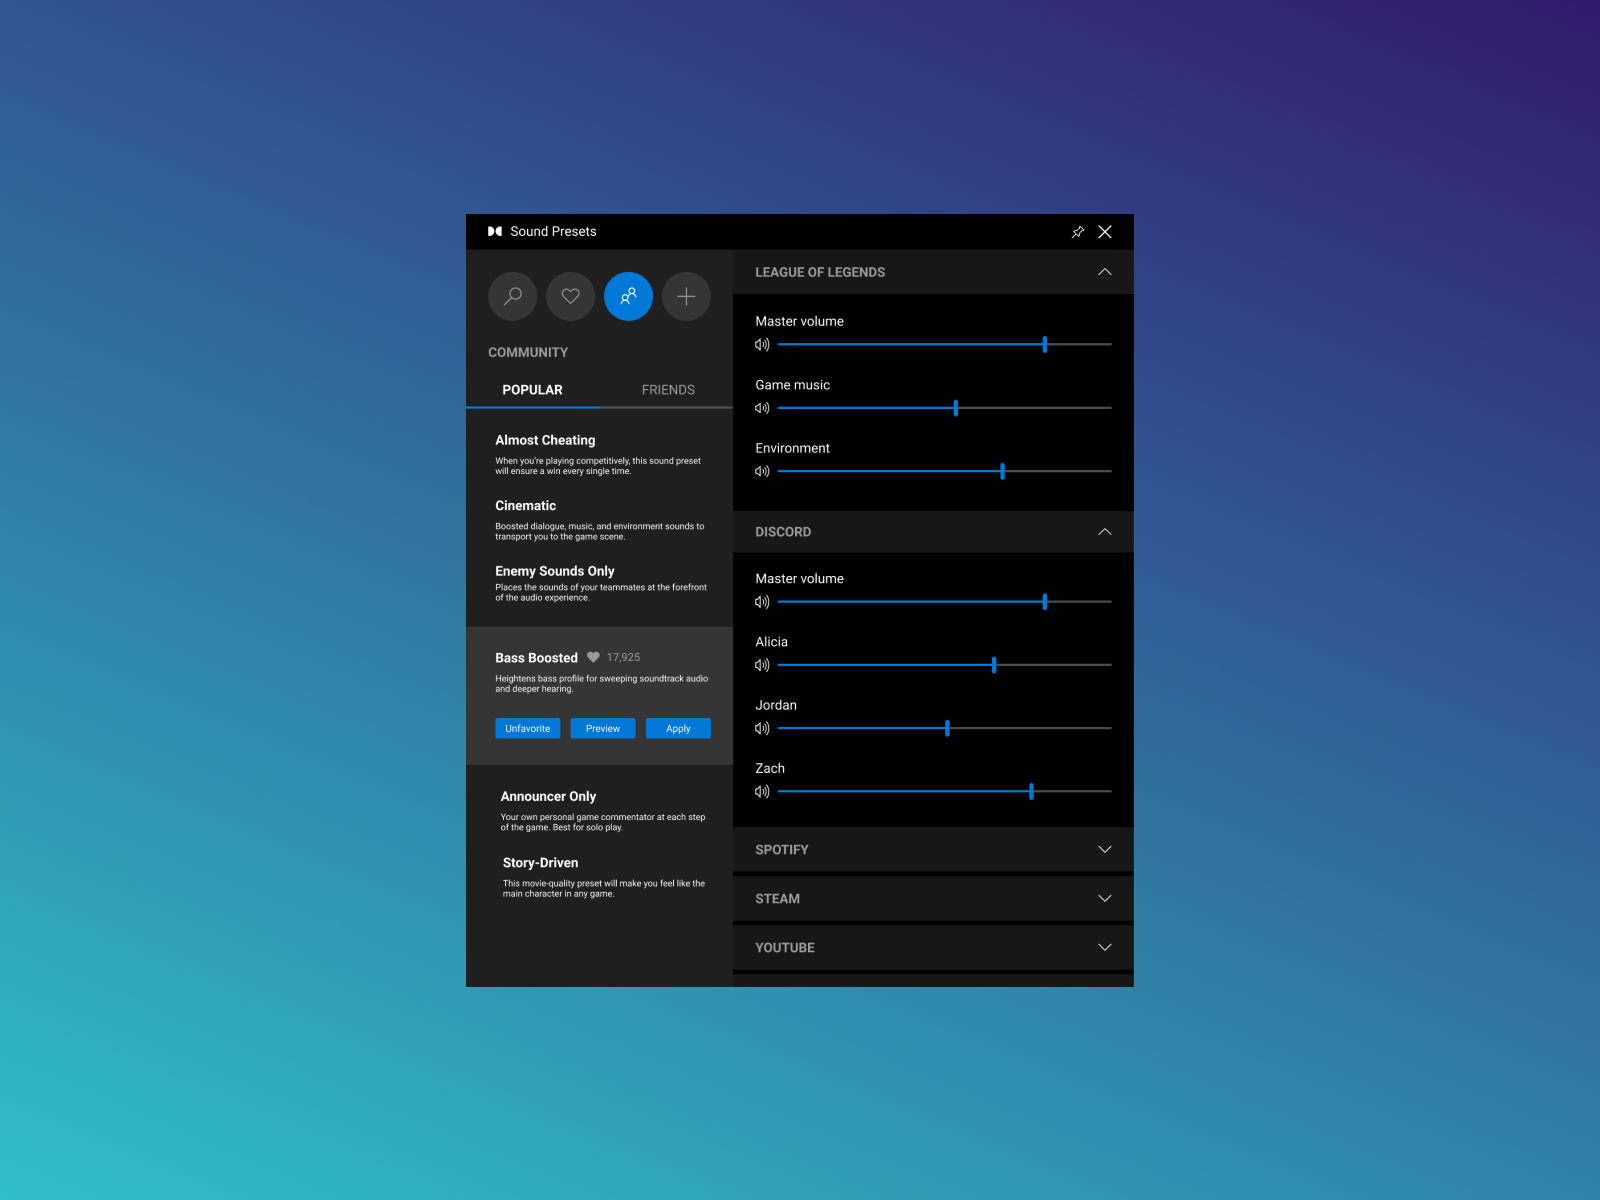 Sound Presets
COMMUNITY
POPULAR
FRIENDS
Almost Cheating
When you're playing competitively, this sound preset
will ensure a win every single time.
Cinematic
Boosted dialogue, music, and environment sounds to
transport you to the game scene.
Enemy Sounds Only
Places the sounds of your teammates at the forefront
of the audio experience.
Bass Boosted 17,925
Heightens bass profile for sweeping soundtrack audio
and deeper hearing.
Unfavorite
Preview
Apply
Announcer Only
Your own personal game commentator at each step
of the game. Best for solo play.
Story-Driven
This movie-quality preset will make you feel like the
main character in any game.
LEAGUE OF LEGENDS
Master volume
Game music
Environment
DISCORD
Master volume
Alicia
Jordan
Zach
SPOTIFY
STEAM
YOUTUBE